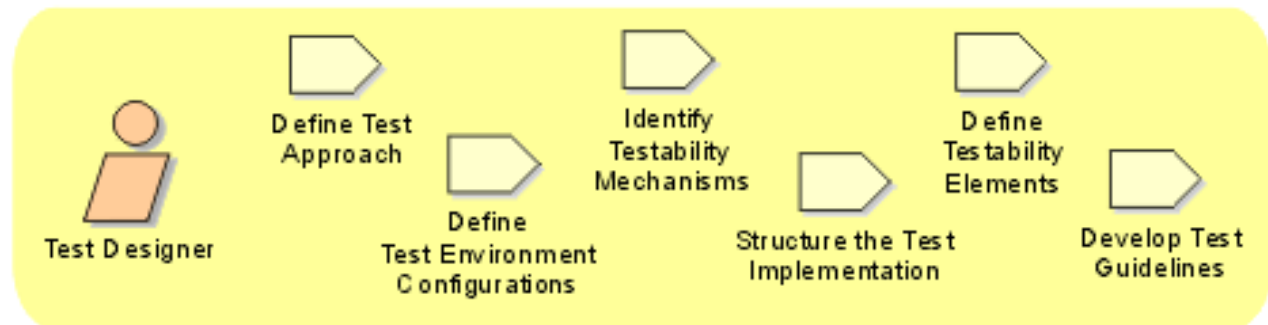 Test Designer
Define Test
Approach
Define
Test Environment
Configurations
Identify
Testability
Mechanisms
Structure the Test
Implementation
Define
Testability
Elements
Develop Test
Guidelines